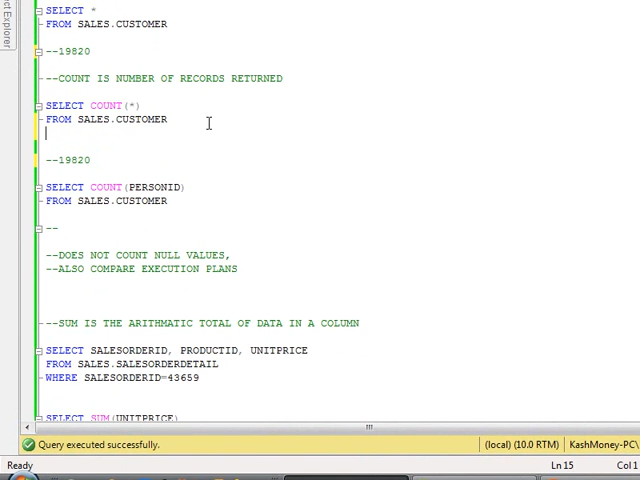 ct Explorer
SELECT *
FROM SALES.CUSTOMER
--19820
--COUNT IS NUMBER OF RECORDS RETURNED
SELECT COUNT(*)
FROM SALES.CUSTOMER
--19820
SELECT COUNT(PERSONID)
FROM SALES.CUSTOMER
--
--DOES NOT COUNT NULL VALUES,
--ALSO COMPARE EXECUTION PLANS
--SUM IS THE ARITHMATIC TOTAL OF DATA IN A COLUMN
SELECT SALESORDERID, PRODUCTID, UNITPRICE
FROM SALES.SALESORDERDETAIL
WHERE SALESORDERID=43659
SELECT SUM(UNITPRICE)
Query executed successfully.
(local) (10.0 RTM)
KashMoney-PC\
Ready
Ln 15
Col 1